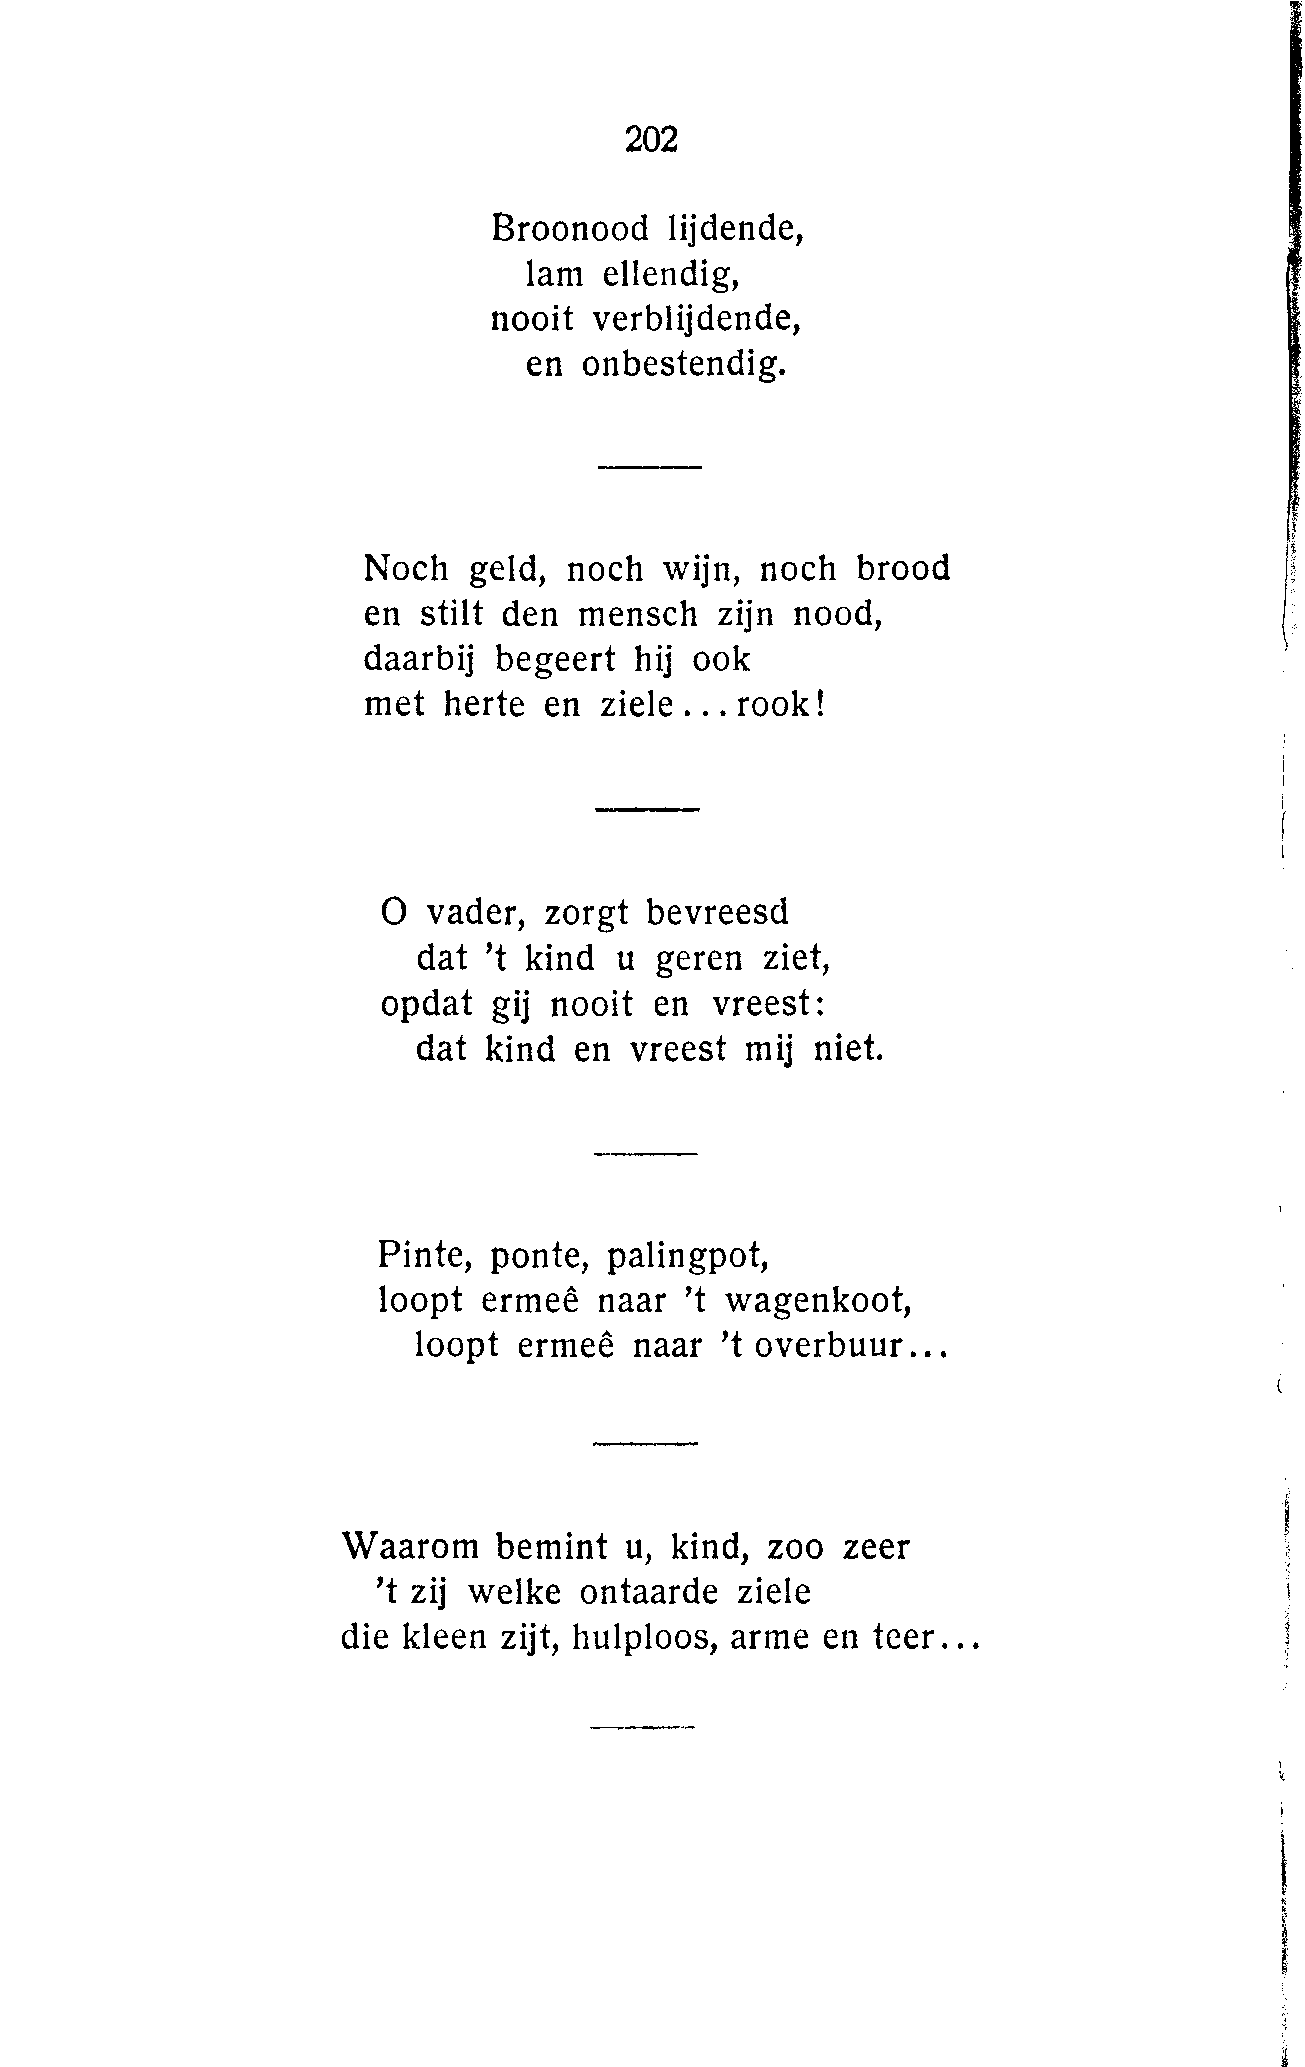 202
Broonood lijdende,
lam ellendig,
nooit verblijdende,
en onbestendig.
Noch geld, noch wijn, noch brood
en stilt den mensch zijn nood,
daarbij begeert hij ook
met herte en ziele... rook!
O vader, zorgt bevreesd
dat 't kind u geren ziet,
opdat gij nooit en vreest:
dat kind en vreest mij niet.
Pinte, ponte, palingpot,
loopt ermeê naar 't wagenkoot,
loopt ermeê naar 't overbuur...
Waarom bemint u, kind, zoo zeer
't zij welke ontaarde ziele
die kleen zijt, hulploos, arme en teer...